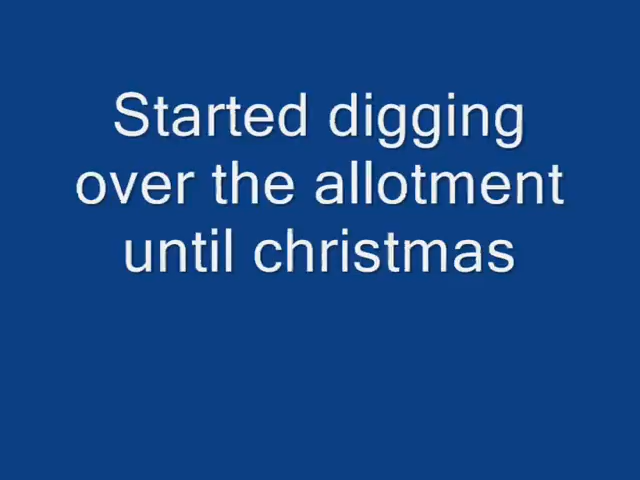 Started digging
over the allotment
until christmas